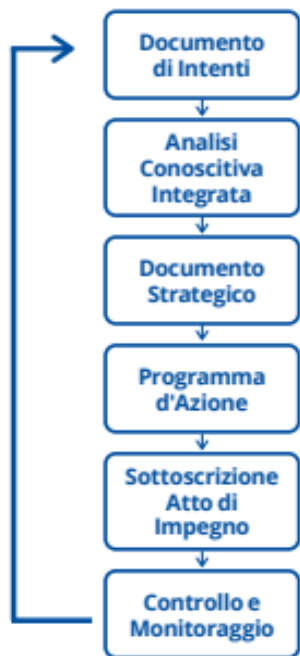 Documento
di Intenti
Analisi
Conoscitiva
Integrata
Documento
Strategico
Programma
d'Azione
Sottoscrizione
Atto di
Impegno
Controllo e
Monitoraggio